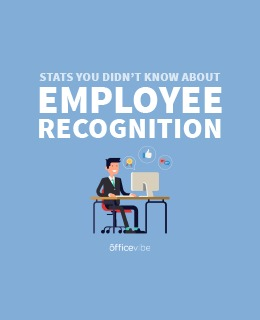 STATS YOU DIDN'T KNOW ABOUT
EMPLOYEE
RECOGNITION
officevibe